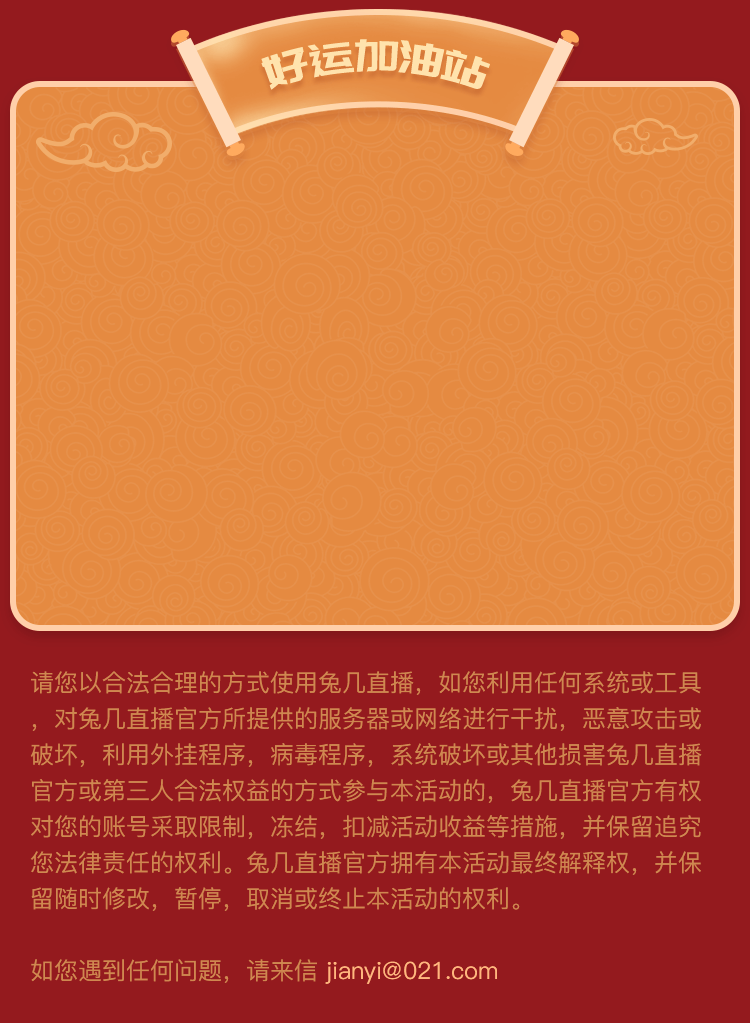 好运加油站
请您以合法合理的方式使用兔几直播，如您利用任何系统或工具
，对兔几直播官方所提供的服务器或网络进行干扰，恶意攻击或
破坏，利用外挂程序，病毒程序，系统破坏或其他损害兔几直播
官方或第三人合法权益的方式参与本活动的，兔几直播官方有权
对您的账号采取限制，冻结，扣减活动收益等措施，并保留追究
您法律责任的权利。兔几直播官方拥有本活动最终解释权，并保
留随时修改，暂停，取消或终止本活动的权利。
如您遇到任何问题，请来信 jianyi@021.com